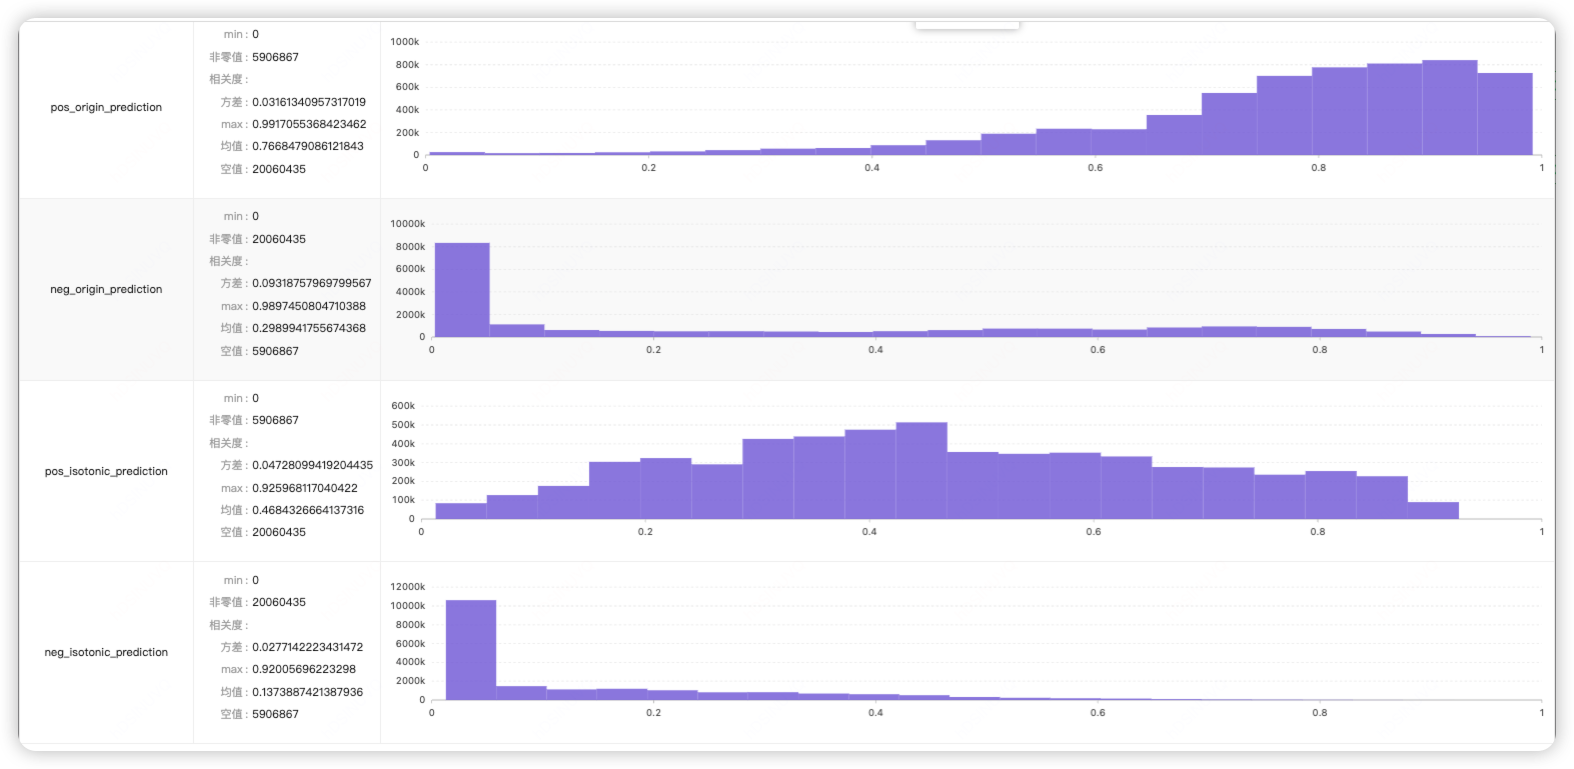 pos_origin_prediction
min : 0
非零值 : 5906867
相关度 :
方差 : 0.03161340957317019
max : 0.9917055368423462
均值 : 0.7668479086121843
空值 : 20060435
1000k
800k
600k
400k
200k
0
0 0.2 0.4 0.6 0.8 1
neg_origin_prediction
min : 0
非零值 : 20060435
相关度 :
方差 : 0.09318757969799567
max : 0.9897450804710388
均值 : 0.2989941755674368
空值 : 5906867
10000k
8000k
6000k
4000k
2000k
0
0 0.2 0.4 0.6 0.8 1
pos_isotonic_prediction
min : 0
非零值 : 5906867
相关度 :
方差 : 0.04728099419204435
max : 0.925968117040422
均值 : 0.4684326664137316
空值 : 20060435
600k
500k
400k
300k
200k
100k
0
0 0.2 0.4 0.6 0.8 1
neg_isotonic_prediction
min : 0
非零值 : 20060435
相关度 :
方差 : 0.0277142223431472
max : 0.92005696223298
均值 : 0.1373887421387936
空值 : 5906867
12000k
10000k
8000k
6000k
4000k
2000k
0
0 0.2 0.4 0.6 0.8 1